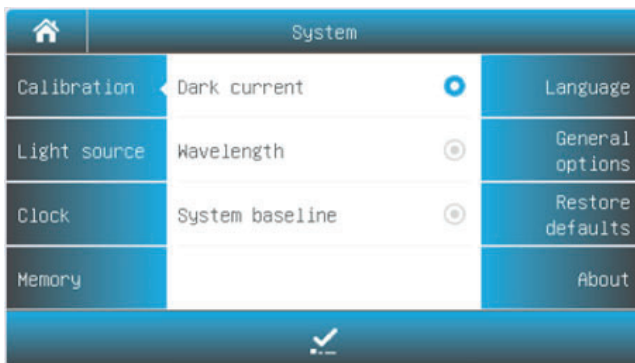 System
Calibration
Dark current
Language
Light source
Wavelength
General
options
Clock
System baseline
Restore
defaults
Memory
About